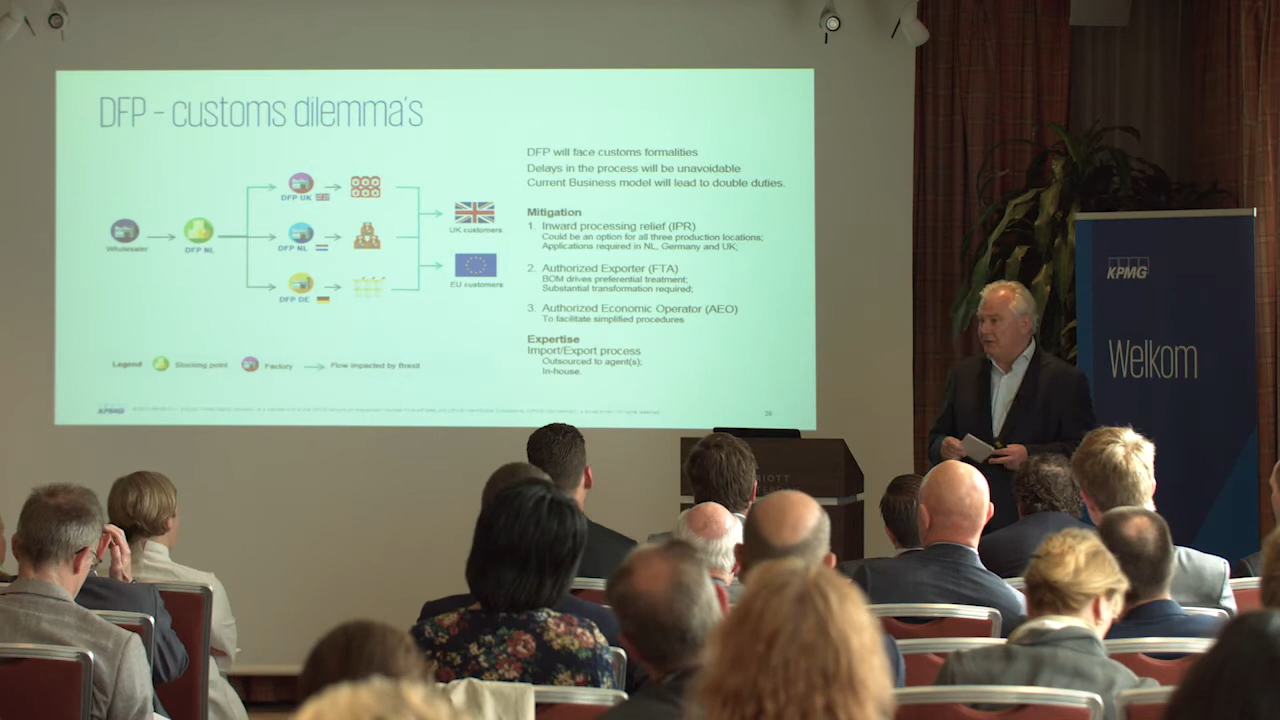 DFP - customs dilemma's
DFP will face customs formalities
Delays in the process will be unavoidable
Current Business model will lead to double duties.
Mitigation
1. Inward processing relief (IPR)
Could be an option for all three production locations;
Applications required in NL, Germany and UK;
2. Authorized Exporter (FTA)
BOM drives preferential treatment;
Substantial transformation required;
3. Authorized Economic Operator (AEO)
To facilitate simplified procedures
Expertise
Import/Export process
Outsourced to agent(s);
In-house.
Wholesaler
DFP NL
DFP UK
DFP NL
DFP DE
UK customers
EU customers
Legend
Stocking point
Factory
Flow impacted by Brexit
KPMG
26
KPMG
Welkom